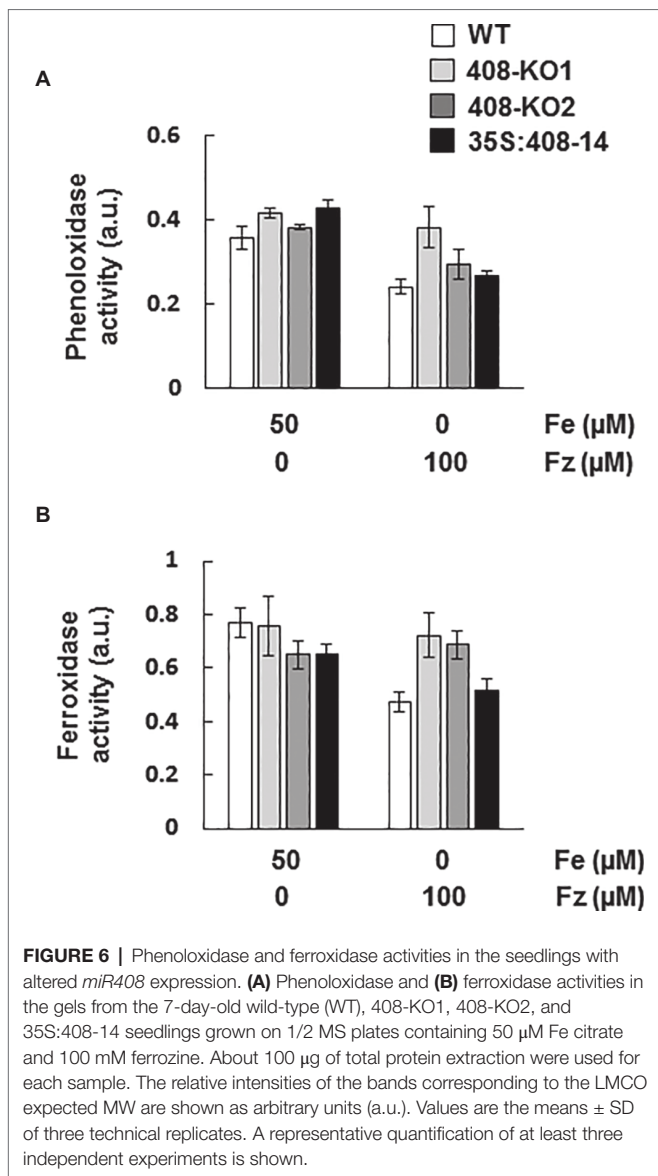 WT
408-KO1
408-KO2
35S:408-14
A
Phenoloxidase
activity (a.u.)
0.6
0.4
0.2
0
50 0 Fe (µM)
0 100 Fz (µM)
B
Ferroxidase
activity (a.u.)
1
0.8
0.6
0.4
0.2
0
50 0 Fe (µM)
0 100 Fz (µM)
FIGURE 6 | Phenoloxidase and ferroxidase activities in the seedlings with
altered miR408 expression. (A) Phenoloxidase and (B) ferroxidase activities in
the gels from the 7-day-old wild-type (WT), 408-KO1, 408-KO2, and
35S:408-14 seedlings grown on 1/2 MS plates containing 50 µM Fe citrate
and 100 mM ferrozine. About 100 µg of total protein extraction were used for
each sample. The relative intensities of the bands corresponding to the LMCO
expected MW are shown as arbitrary units (a.u.). Values are the means ± SD
of three technical replicates. A representative quantification of at least three
independent experiments is shown.